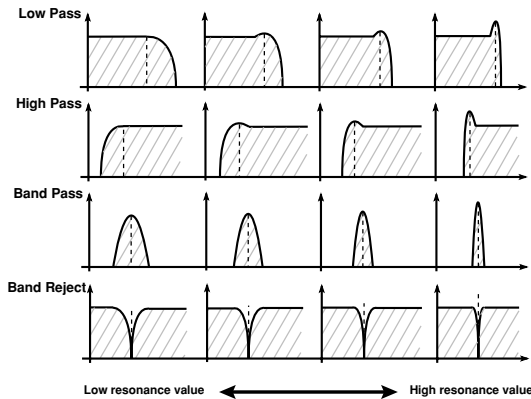 Low Pass
High Pass
Band Pass
Band Reject
Low resonance value
High resonance value